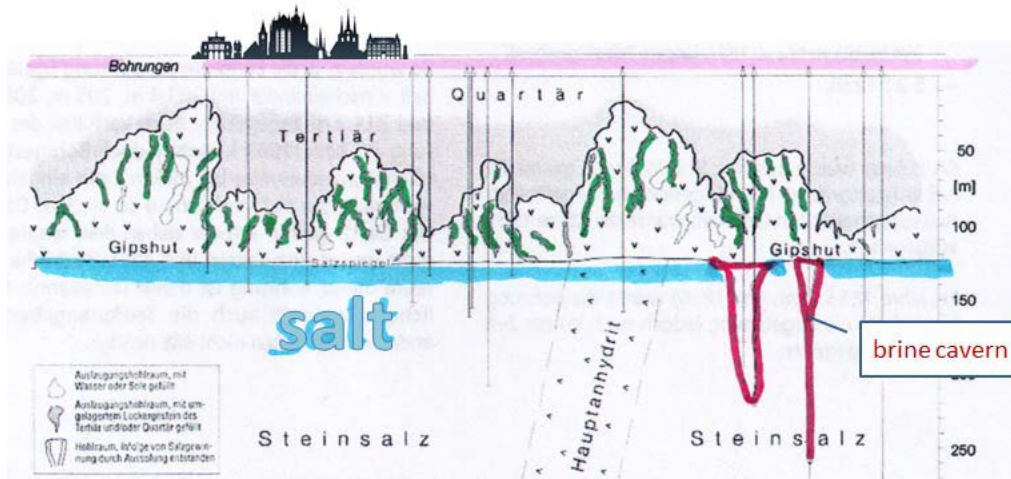 Bohrungen
Quartär
Tertiär
50
[m]
Gipshut
100
Gipshut
Salzspiegel
150
salt
brine cavern
Auslaugungshohlraum, mit
Wasser oder Sole gefüllt
Auslaugungshohlraum, mit um-
gelagertem Lockergestein des
Tertiär und/oder Quartär gefüllt
Hohlraum, infolge von Salzgewin-
nung durch Aussolung entstanden
Steinsalz
Hauptanhydrit
Steinsalz
250